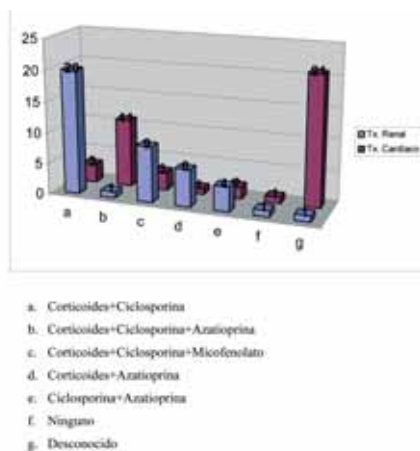 25
20
15
10
5
0
20
a
b
c
d
e
f
g
Tx. Renal
Tx. Cardiaco
a. Corticoides+Ciclosporina
b. Corticoides+Ciclosporina+Azatioprina
c. Corticoides+Ciclosporina+Micofenolato
d. Corticoides+Azatioprina
e. Ciclosporina+Azatioprina
f. Ninguno
g. Desconocido